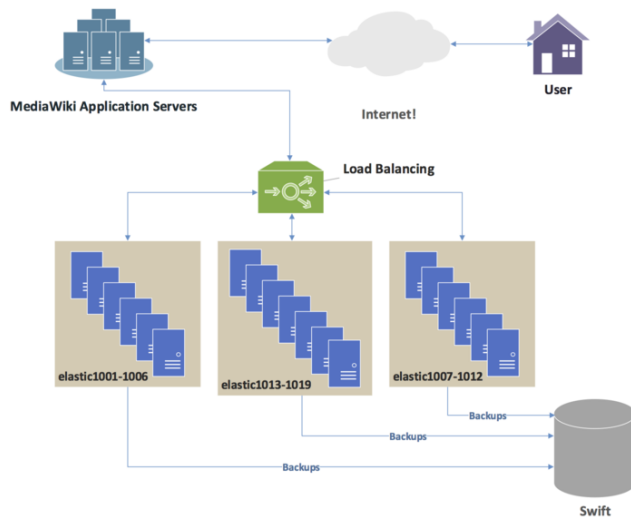 MediaWiki Application Servers
User
Internet!
Load Balancing
elastic1001-1006
elastic1013-1019
elastic1007-1012
Backups
Backups
Backups
Swift